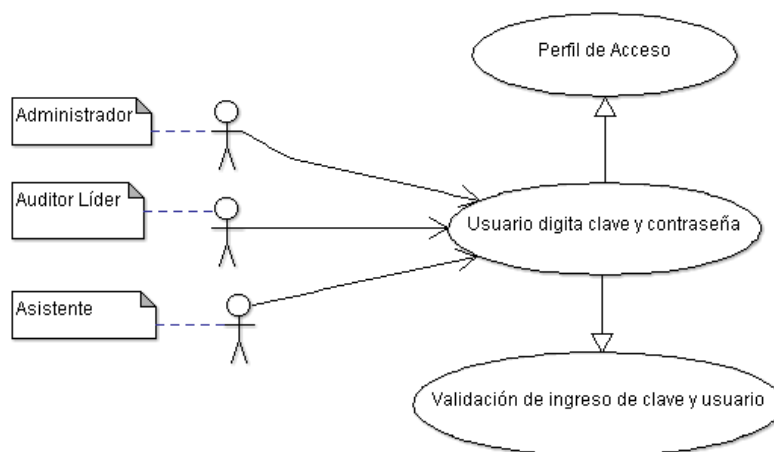 Perfil de Acceso
Administrador
Auditor Líder
Usuario digita clave y contraseña
Asistente
Validación de ingreso de clave y usuario